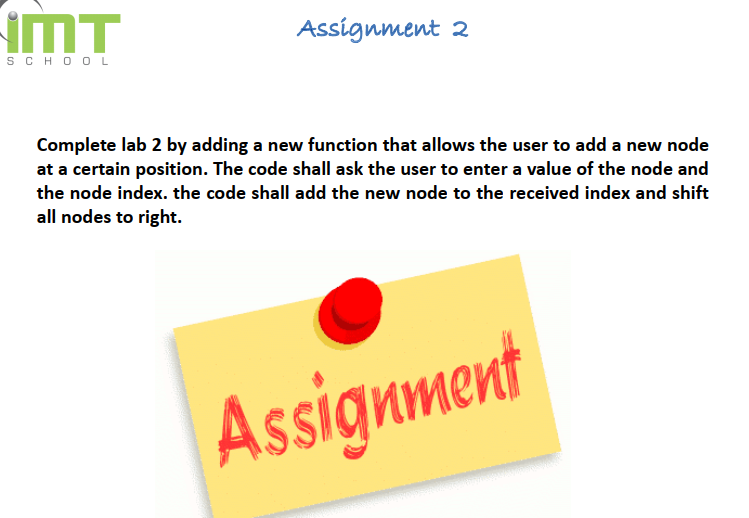 Assignment 2
iMT
SCHOOL
Complete lab 2 by adding a new function that allows the user to add a new node
at a certain position. The code shall ask the user to enter a value of the node and
the node index. the code shall add the new node to the received index and shift
all nodes to right.
Assignment